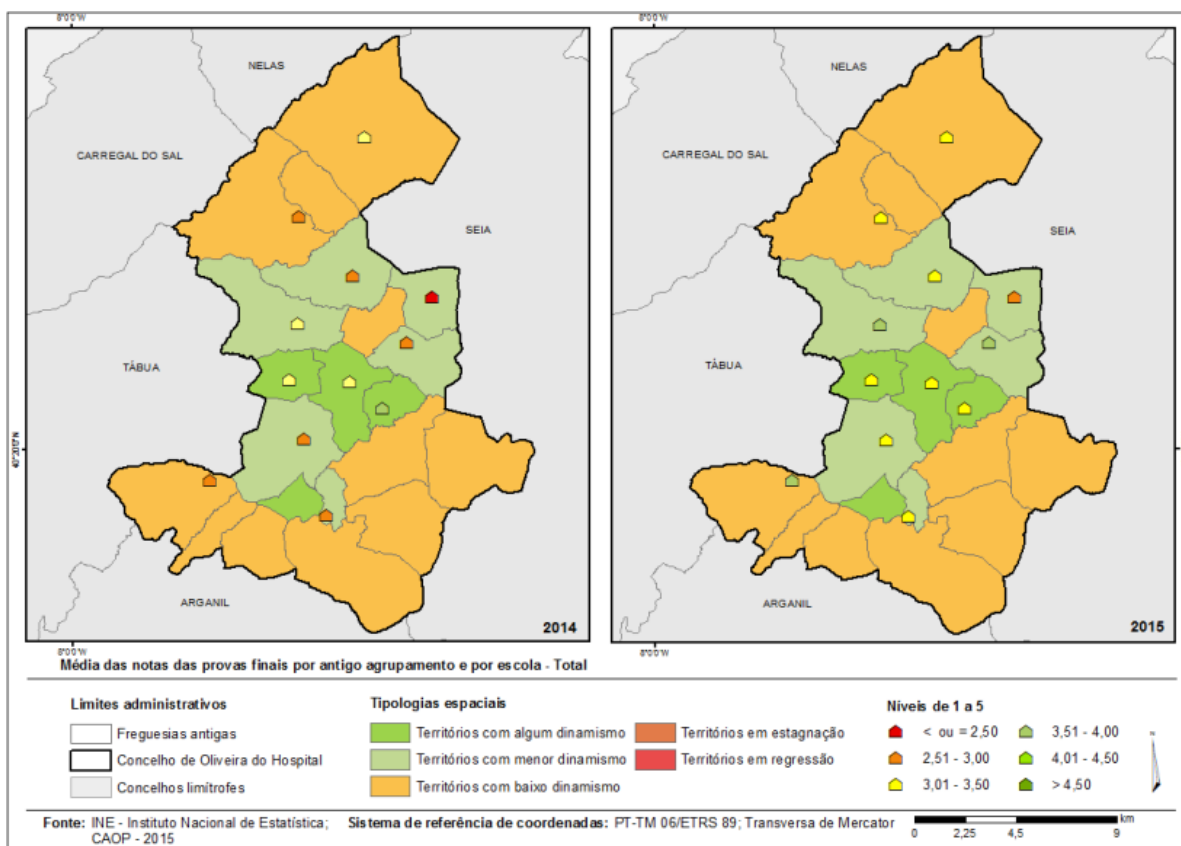 8°00'W
8°00'W
NELAS
NELAS
CARREGAL DO SAL
CARREGAL DO SAL
SEIA
SEIA
TÁBUA
TÁBUA
ARGANIL
ARGANIL
2014
2015
8°00'W
8°00'W
Média das notas das provas finais por antigo agrupamento e por escola - Total
Limites administrativos
Freguesias antigas
Concelho de Oliveira do Hospital
Concelhos limítrofes
Tipologias espaciais
Territórios com algum dinamismo
Territórios com menor dinamismo
Territórios com baixo dinamismo
Territórios em estagnação
Territórios em regressão
Níveis de 1 a 5
< ou = 2,50
2,51 - 3,00
3,01 - 3,50
3,51 - 4,00
4,01 - 4,50
> 4,50
N
Fonte: INE - Instituto Nacional de Estatística;
CAOP - 2015
Sistema de referência de coordenadas: PT-TM 06/ETRS 89; Transversa de Mercator
km
0 2,25 4,5 9